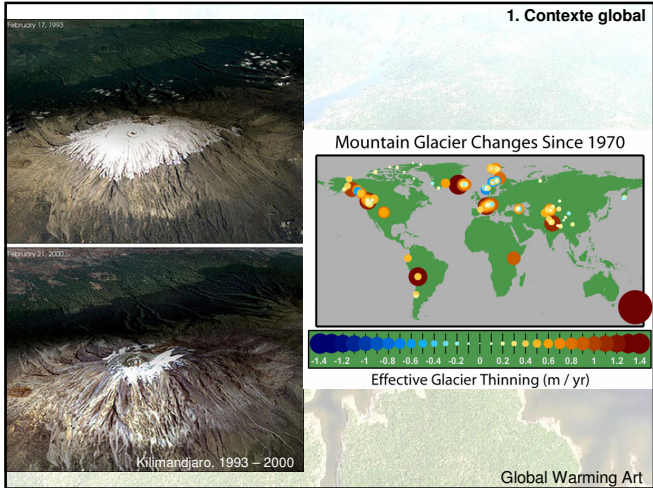 1. Contexte global
February 17, 1993
Mountain Glacier Changes Since 1970
February 21, 2000
-1.4 -1.2 -1.0 -0.8 -0.6 -0.4 -0.2 0 0.2 0.4 0.6 0.8 1.0 1.2 1.4
Effective Glacier Thinning (m / yr)
Kilimandjaro, 1993 – 2000
Global Warming Art